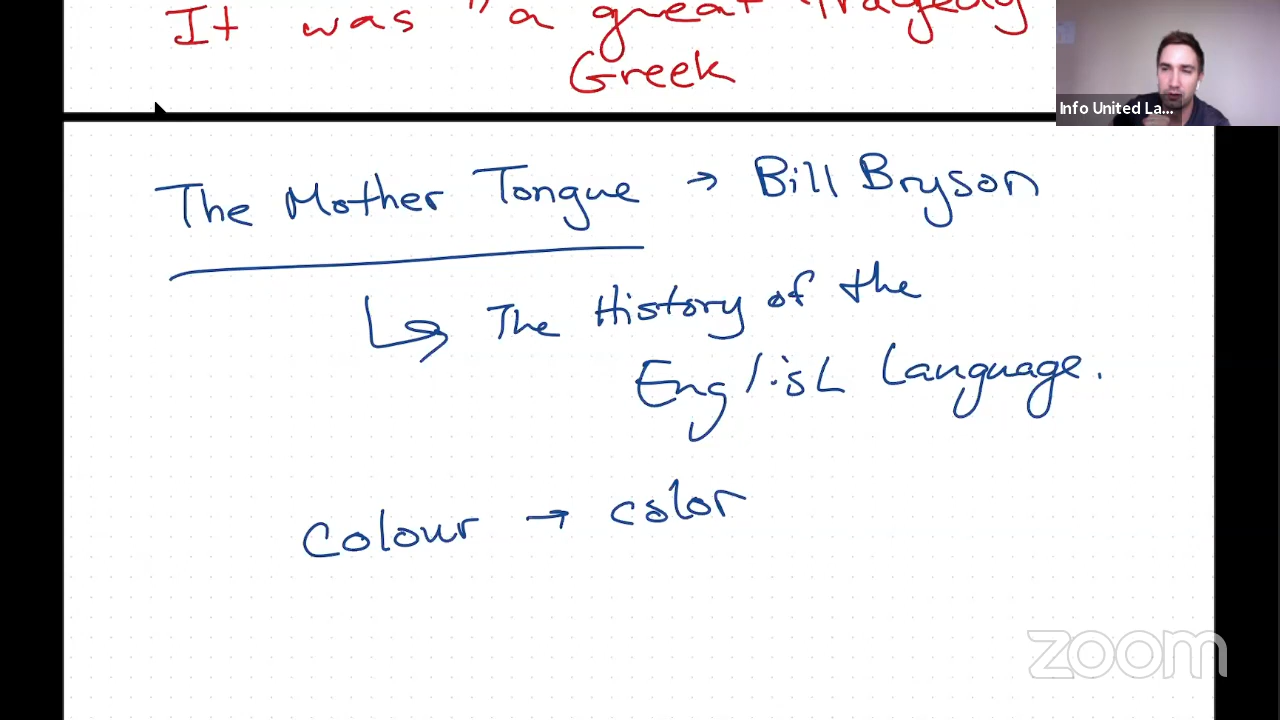 It was "a great Tragedy
Greek
Info United La...
The Mother Tongue → Bill Bryson
↳ The History of the
English Language.
colour → color
zoom